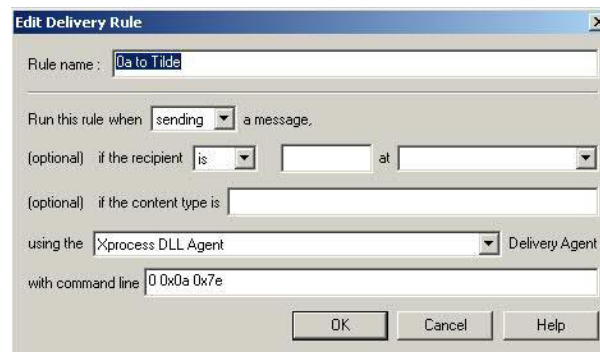 Edit Delivery Rule
Rule name : 0a to Tilde
Run this rule when sending a message,
(optional) if the recipient is at
(optional) if the content type is
using the Xprocess DLL Agent Delivery Agent
with command line 0 0x0a 0x7e
OK Cancel Help